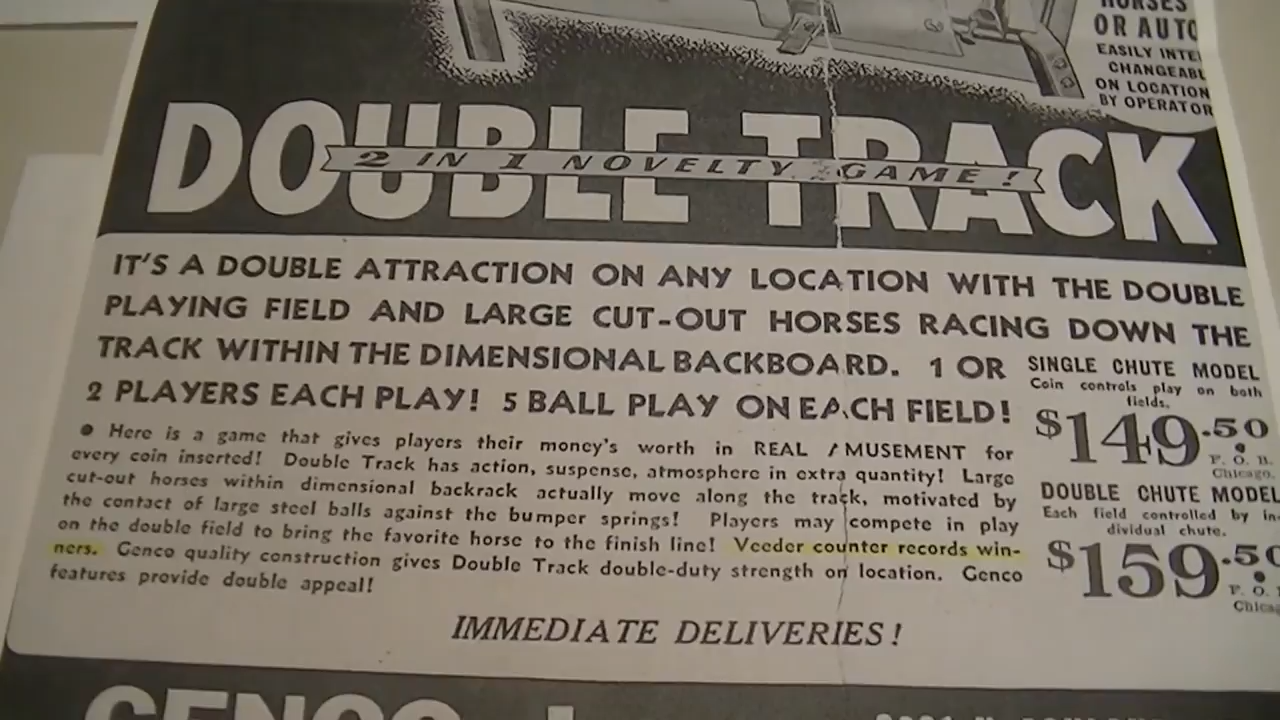 HORSES
OR AUTO
EASILY INTE
CHANGEABL
ON LOCATION
BY OPERATOR
DOUBLE TRACK
2 IN 1 NOVELTY GAME!
IT'S A DOUBLE ATTRACTION ON ANY LOCATION WITH THE DOUBLE
PLAYING FIELD AND LARGE CUT-OUT HORSES RACING DOWN THE
TRACK WITHIN THE DIMENSIONAL BACKBOARD. 1 OR
2 PLAYERS EACH PLAY! 5 BALL PLAY ON EACH FIELD!
● Here is a game that gives players their money's worth in REAL AMUSEMENT for
every coin inserted! Double Track has action, suspense, atmosphere in extra quantity! Large
cut-out horses within dimensional backrack actually move along the track, motivated by
the contact of large steel balls against the bumper springs! Players may compete in play
on the double field to bring the favorite horse to the finish line! Veeder counter records win-
ners. Genco quality construction gives Double Track double-duty strength on location. Genco
features provide double appeal!
SINGLE CHUTE MODEL
Coin controls play on both
fields.
$149.50
F. O. B.
Chicago.
DOUBLE CHUTE MODEL
Each field controlled by in-
dividual chute.
$159.50
F. O. B
Chicag
IMMEDIATE DELIVERIES!
GENCO